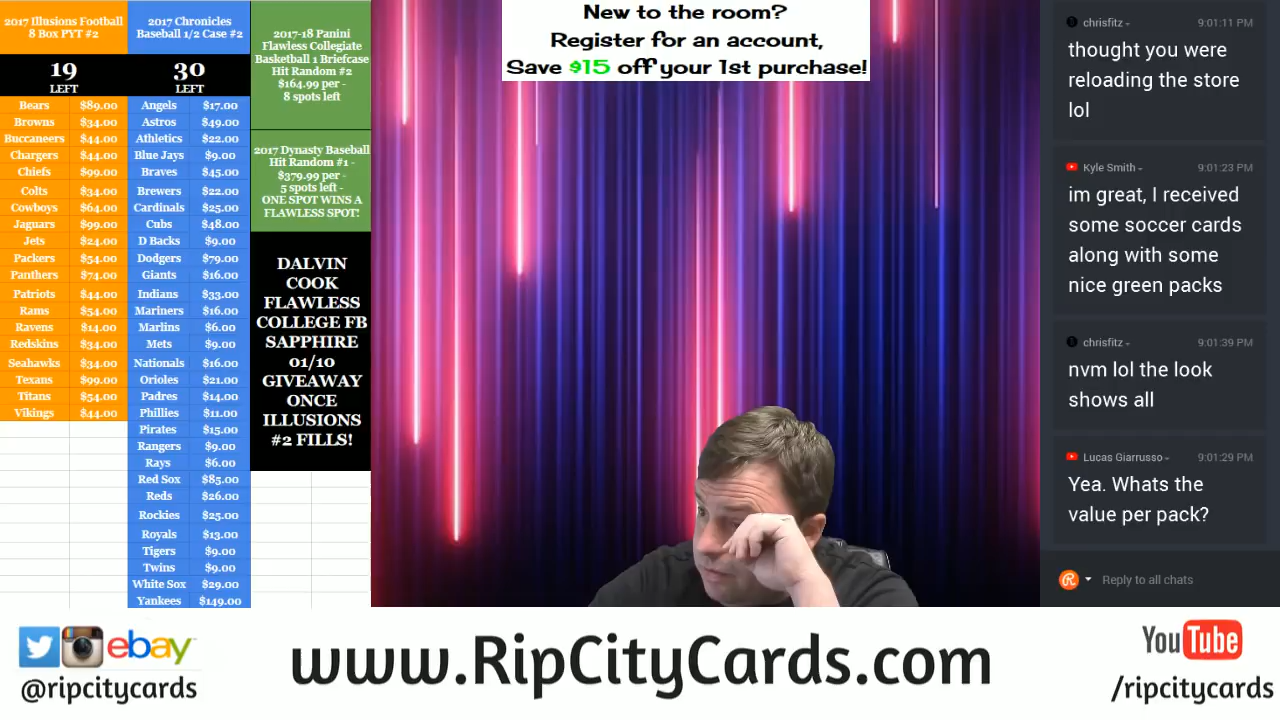 2017 Illusions Football
8 Box PYT #2
19
LEFT
Bears $89.00
Browns $34.00
Buccaneers $44.00
Chargers $44.00
Chiefs $99.00
Colts $34.00
Cowboys $64.00
Jaguars $99.00
Jets $24.00
Packers $54.00
Panthers $74.00
Patriots $44.00
Rams $54.00
Ravens $14.00
Redskins $34.00
Seahawks $34.00
Texans $99.00
Titans $54.00
Vikings $44.00
2017 Chronicles
Baseball 1/2 Case #2
30
LEFT
Angels $17.00
Astros $49.00
Athletics $22.00
Blue Jays $9.00
Braves $45.00
Brewers $22.00
Cardinals $25.00
Cubs $48.00
D Backs $9.00
Dodgers $79.00
Giants $16.00
Indians $33.00
Mariners $16.00
Marlins $6.00
Mets $9.00
Nationals $16.00
Orioles $21.00
Padres $14.00
Phillies $11.00
Pirates $15.00
Rangers $9.00
Rays $6.00
Red Sox $85.00
Reds $26.00
Rockies $25.00
Royals $13.00
Tigers $9.00
Twins $9.00
White Sox $29.00
Yankees $149.00
2017-18 Panini
Flawless Collegiate
Basketball 1 Briefcase
Hit Random #2
$164.99 per -
8 spots left
2017 Dynasty Baseball
Hit Random #1 -
$379.99 per -
5 spots left -
ONE SPOT WINS A
FLAWLESS SPOT!
DALVIN
COOK
FLAWLESS
COLLEGE FB
SAPPHIRE
01/10
GIVEAWAY
ONCE
ILLUSIONS
#2 FILLS!
New to the room?
Register for an account,
Save $15 off your 1st purchase!
chrisfitz 9:01:11 PM
thought you were
reloading the store
lol
Kyle Smith 9:01:23 PM
im great, I received
some soccer cards
along with some
nice green packs
chrisfitz 9:01:39 PM
nvm lol the look
shows all
Lucas Giarrusso 9:01:29 PM
Yea. Whats the
value per pack?
Reply to all chats
ebay
@ripcitycards
www.RipCityCards.com
YouTube
/ripcitycards